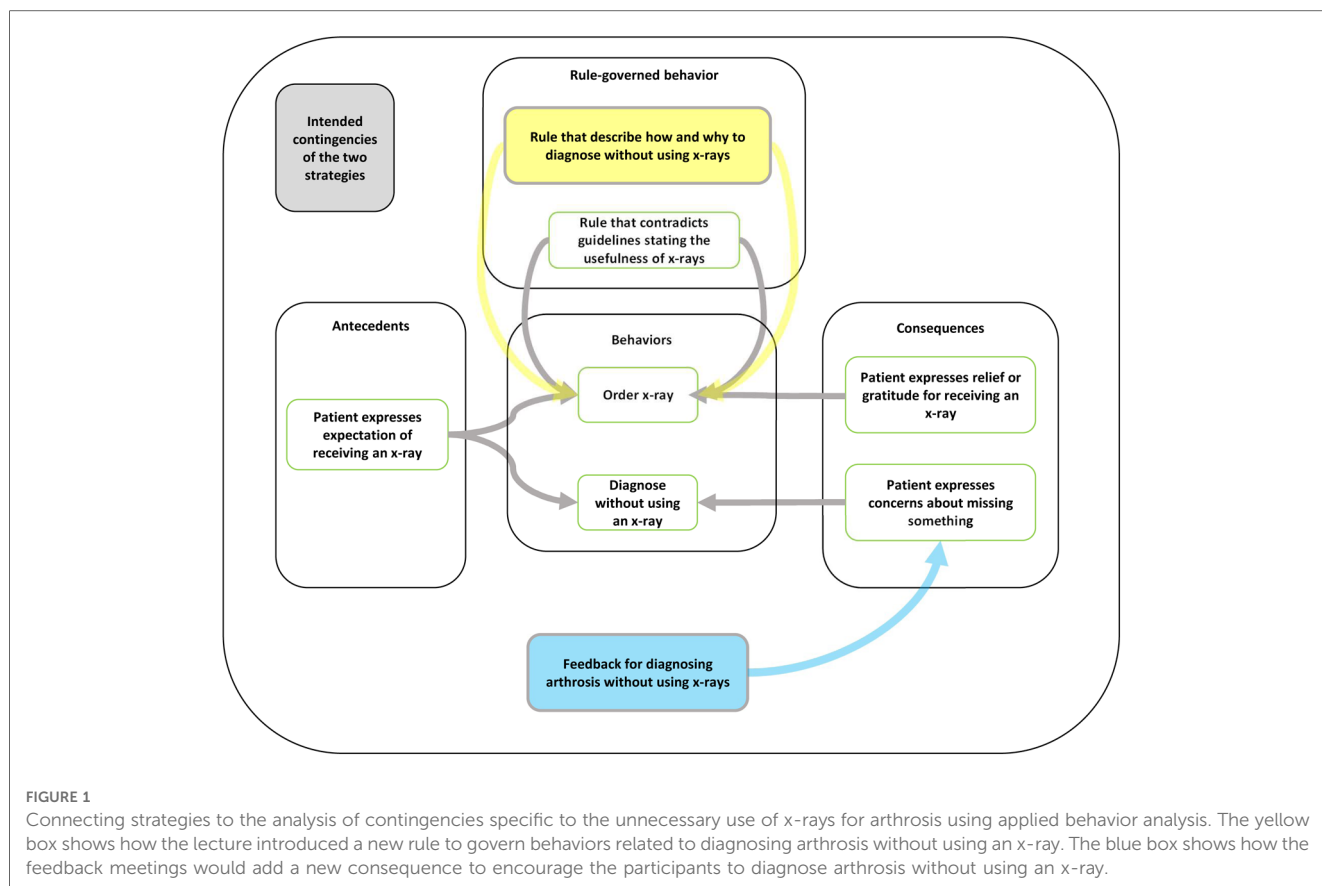 Rule-governed behavior
Intended
contingencies
of the two
strategies
Rule that describe how and why to
diagnose without using x-rays
Rule that contradicts
guidelines stating the
usefulness of x-rays
Antecedents
Behaviors
Consequences
Patient expresses
expectation of
receiving an x-ray
Order x-ray
Patient expresses relief or
gratitude for receiving an
x-ray
Diagnose
without using
an x-ray
Patient expresses
concerns about missing
something
Feedback for diagnosing
arthrosis without using x-rays
FIGURE 1
Connecting strategies to the analysis of contingencies specific to the unnecessary use of x-rays for arthrosis using applied behavior analysis. The yellow
box shows how the lecture introduced a new rule to govern behaviors related to diagnosing arthrosis without using an x-ray. The blue box shows how the
feedback meetings would add a new consequence to encourage the participants to diagnose arthrosis without using an x-ray.